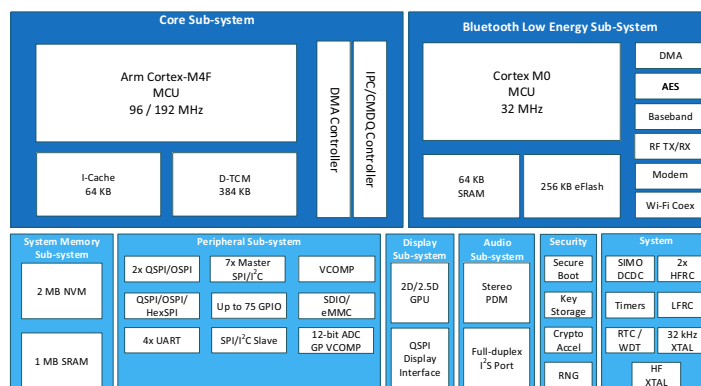 Core Sub-system
Arm Cortex-M4F
MCU
96 / 192 MHz
I-Cache
64 KB
D-TCM
384 KB
DMA Controller
IPC/CMDQ Controller
Bluetooth Low Energy Sub-System
Cortex M0
MCU
32 MHz
64 KB
SRAM
256 KB eFlash
DMA
AES
Baseband
RF TX/RX
Modem
Wi-Fi Coex
System Memory
Sub-system
2 MB NVM
1 MB SRAM
Peripheral Sub-system
2x QSPI/OSPI
7x Master
SPI/I²C
VCOMP
QSPI/OSPI/
HexSPI
Up to 75 GPIO
SDIO/
eMMC
4x UART
SPI/I²C Slave
12-bit ADC
GP VCOMP
Display
Sub-system
2D/2.5D
GPU
QSPI
Display
Interface
Audio
Sub-system
Stereo
PDM
Full-duplex
I²S Port
Security
Secure
Boot
Key
Storage
Crypto
Accel
RNG
System
SIMO
DCDC
2x
HFRC
Timers
LFRC
RTC /
WDT
32 kHz
XTAL
HF
XTAL